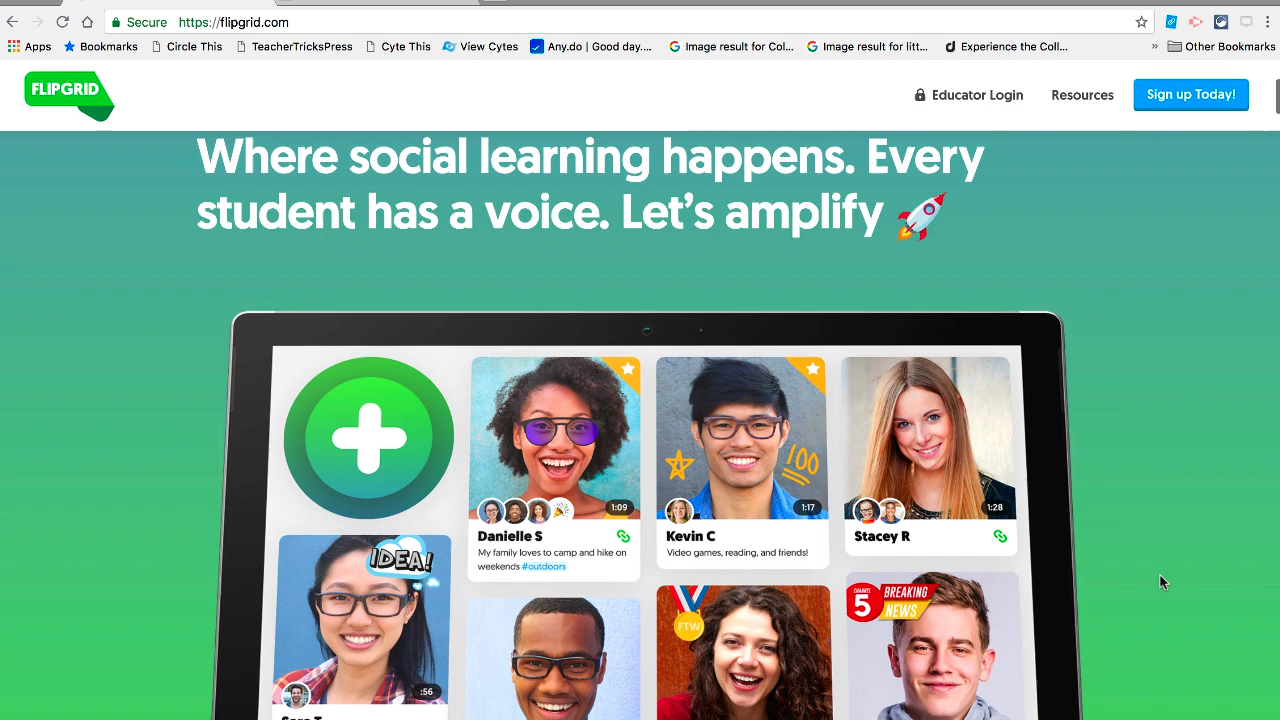 Secure https://flipgrid.com
Apps Bookmarks Circle This TeacherTricksPress Cyte This View Cytes Any.do | Good day.... Image result for Col... Image result for litt... Experience the Coll... » Other Bookmarks
FLIPGRID
Educator Login Resources Sign up Today!
Where social learning happens. Every
student has a voice. Let's amplify
100
1:09 1:17 1:28
Danielle S Kevin C Stacey R
My family loves to camp and hike on Video games, reading, and friends!
weekends #outdoors
IDEA!
CHANNEL BREAKING
5 NEWS
FTW
:56
Sara T